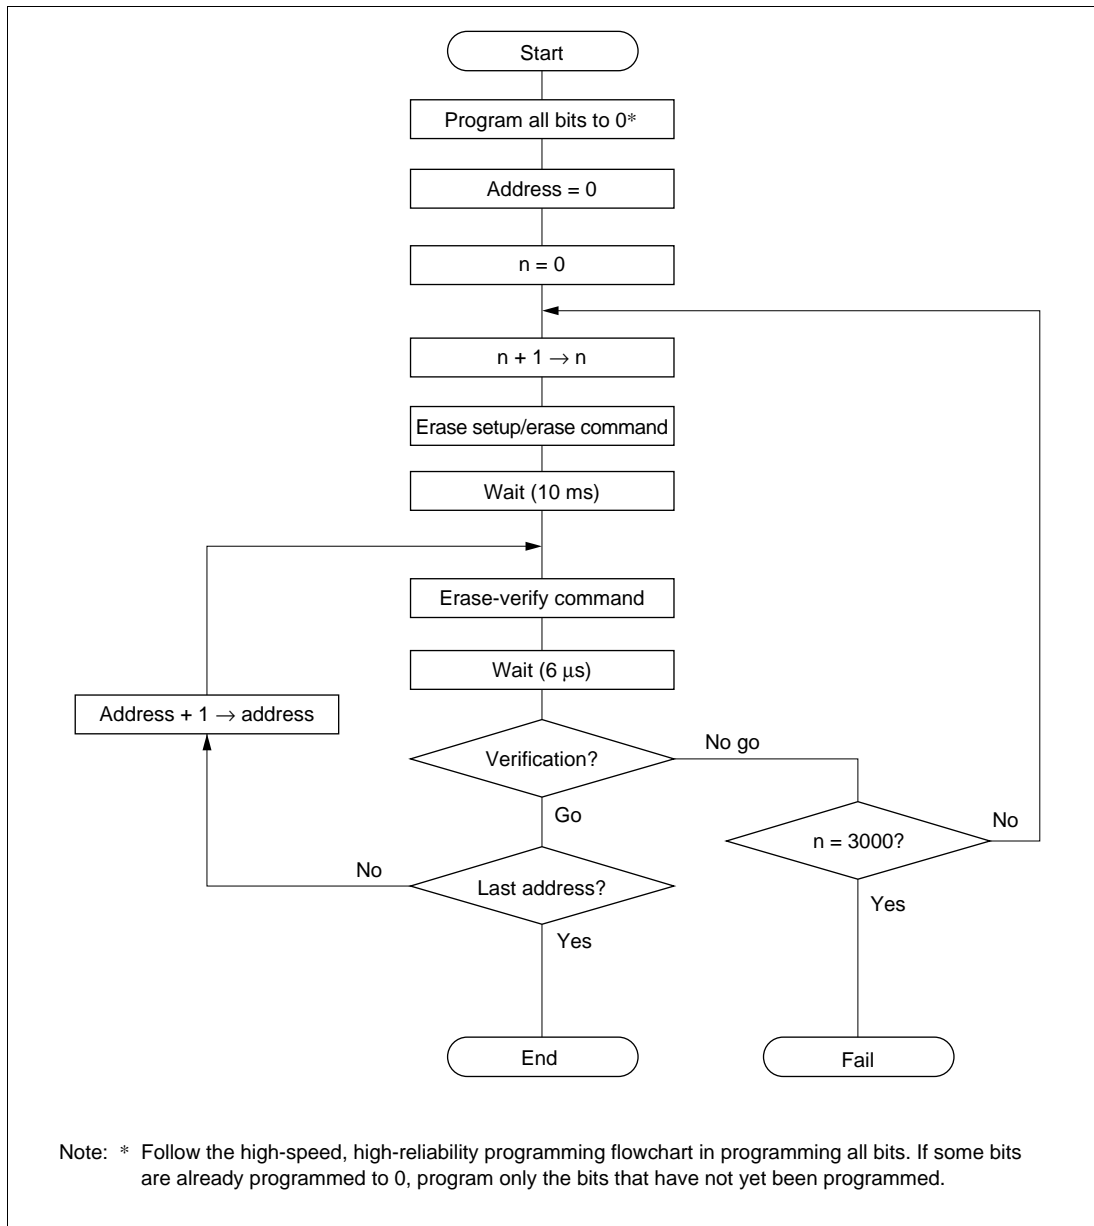 Start
Program all bits to 0*
Address = 0
n = 0
n + 1 → n
Erase setup/erase command
Wait (10 ms)
Erase-verify command
Wait (6 μs)
Address + 1 → address
Verification?
No go
Go
n = 3000?
No
No
Last address?
Yes
Yes
End
Fail
Note: * Follow the high-speed, high-reliability programming flowchart in programming all bits. If some bits
are already programmed to 0, program only the bits that have not yet been programmed.